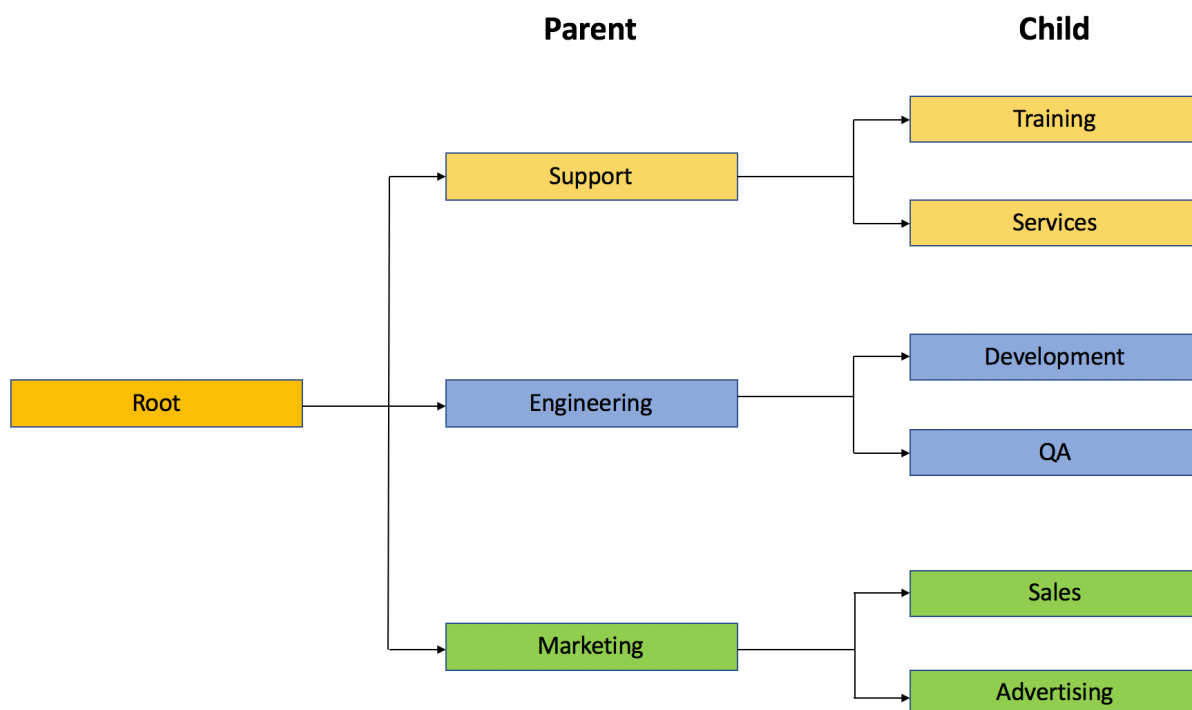 Parent
Child
Training
Support
Services
Development
Root
Engineering
QA
Sales
Marketing
Advertising